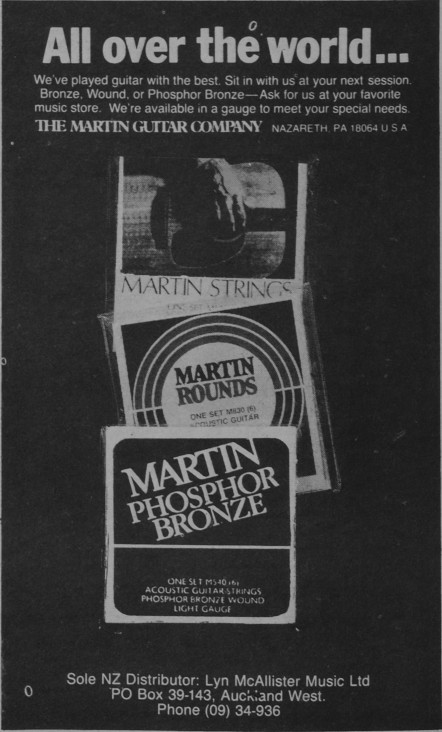 All over the world...
We've played guitar with the best. Sit in with us at your next session.
Bronze, Wound, or Phosphor Bronze—Ask for us at your favorite
music store. We're available in a gauge to meet your special needs.
THE MARTIN GUITAR COMPANY NAZARETH, PA 18064 U S A
MARTIN STRINGS
MARTIN
ROUNDS
ONE SET M830 (6)
ACOUSTIC GUITAR
MARTIN
PHOSPHOR
BRONZE
ONE SET M540 (6)
ACOUSTIC GUITAR STRINGS
PHOSPHOR BRONZE WOUND
LIGHT GAUGE
Sole NZ Distributor: Lyn McAllister Music Ltd
PO Box 39-143, Auckland West.
Phone (09) 34-936